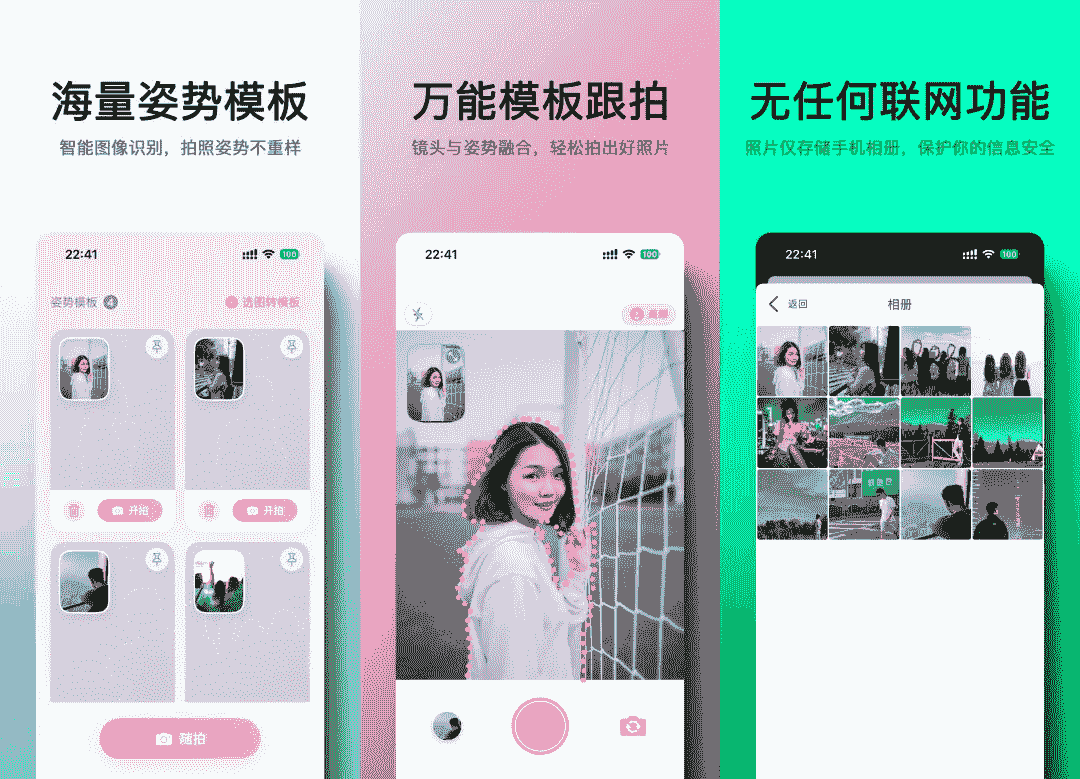 海量姿势模板
智能图像识别，拍照姿势不重样
22:41
100
姿势模板 4
选图转模板
开拍
开拍
随拍
万能模板跟拍
镜头与姿势融合，轻松拍出好照片
22:41
100
无任何联网功能
照片仅存储手机相册，保护你的信息安全
22:41
100
返回
相册